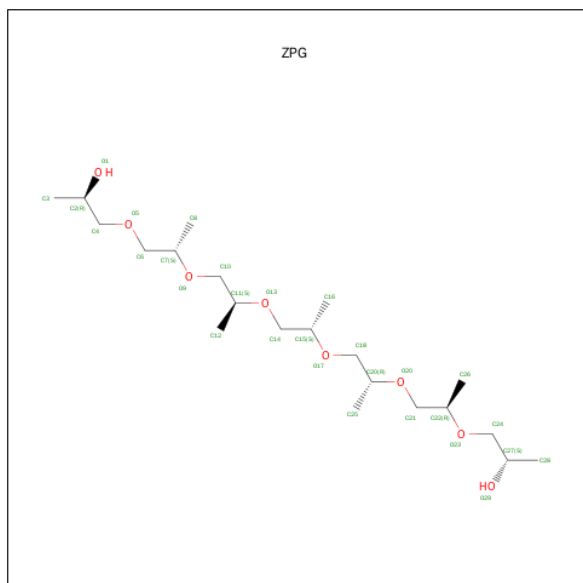 ZPG
O1
OH
C3
C2(R)
O5
C8
C4
O
C6
C7(S)
C10
O
O9
C11(S)
O13
C16
O
C12
C14
C15(S)
C18
O
O17
C20(R)
O20
C26
O
C25
C21
C22(R)
C24
O
O23
C27(S)
C28
HO
O29